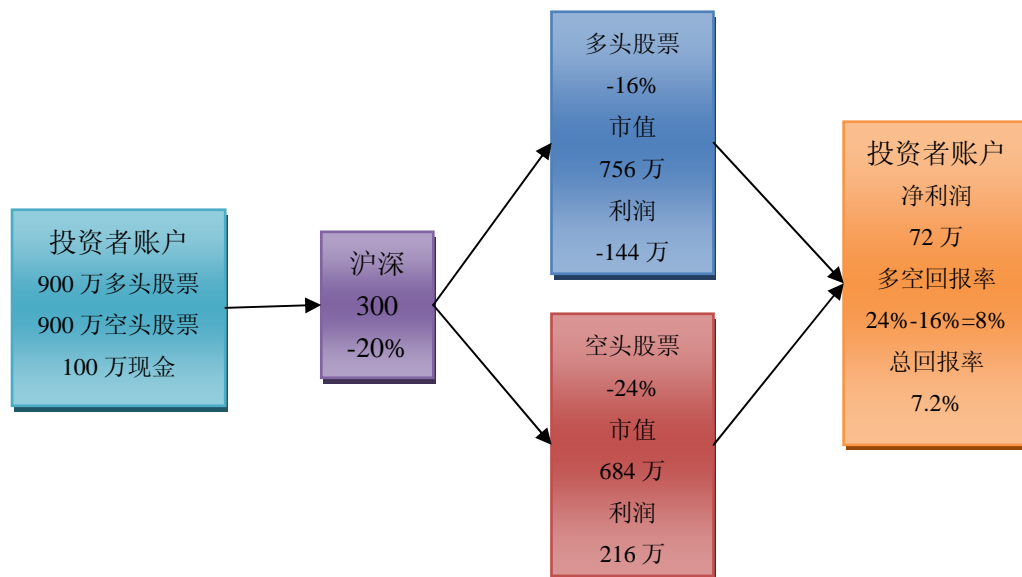 投资者账户
900 万多头股票
900 万空头股票
100 万现金
沪深
300
-20%
多头股票
-16%
市值
756 万
利润
-144 万
空头股票
-24%
市值
684 万
利润
216 万
投资者账户
净利润
72 万
多空回报率
24%-16%=8%
总回报率
7.2%